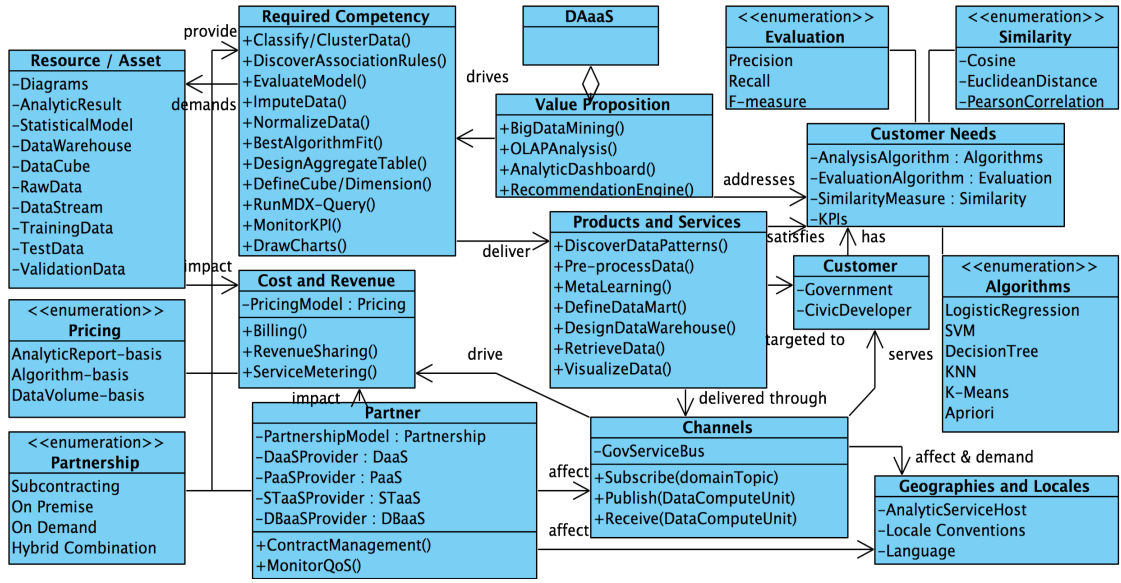 Required Competency
+Classify/ClusterData()
+DiscoverAssociationRules()
+EvaluateModel()
+ImputeData()
+NormalizeData()
+BestAlgorithmFit()
+DesignAggregateTable()
+DefineCube/Dimension()
+RunMDX-Query()
+MonitorKPI()
+DrawCharts()
DAaaS
<<enumeration>>
Evaluation
Precision
Recall
F-measure
<<enumeration>>
Similarity
-Cosine
-EuclideanDistance
-PearsonCorrelation
provide
demands
Resource / Asset
-Diagrams
-AnalyticResult
-StatisticalModel
-DataWarehouse
-DataCube
-RawData
-DataStream
-TrainingData
-TestData
-ValidationData
drives
Value Proposition
+BigDataMining()
+OLAPAnalysis()
+AnalyticDashboard()
+RecommendationEngine()
addresses
Customer Needs
-AnalysisAlgorithm : Algorithms
-EvaluationAlgorithm : Evaluation
-SimilarityMeasure : Similarity
-KPIs
deliver
Products and Services
+DiscoverDataPatterns()
+Pre-processData()
+MetaLearning()
+DefineDataMart()
+DesignDataWarehouse()
+RetrieveData()
+VisualizeData()
satisfies
has
Customer
-Government
-CivicDeveloper
targeted to
serves
<<enumeration>>
Algorithms
LogisticRegression
SVM
DecisionTree
KNN
K-Means
Apriori
impact
Cost and Revenue
-PricingModel : Pricing
+Billing()
+RevenueSharing()
+ServiceMetering()
drive
<<enumeration>>
Pricing
AnalyticReport-basis
Algorithm-basis
DataVolume-basis
impact
delivered through
Partner
-PartnershipModel : Partnership
-DaaSProvider : DaaS
-PaaSProvider : PaaS
-STaaSProvider : STaaS
-DBaaSProvider : DBaaS
+ContractManagement()
+MonitorQoS()
Channels
-GovServiceBus
+Subscribe(domainTopic)
+Publish(DataComputeUnit)
+Receive(DataComputeUnit)
<<enumeration>>
Partnership
Subcontracting
On Premise
On Demand
Hybrid Combination
affect
affect
affect & demand
Geographies and Locales
-AnalyticServiceHost
-Locale Conventions
-Language